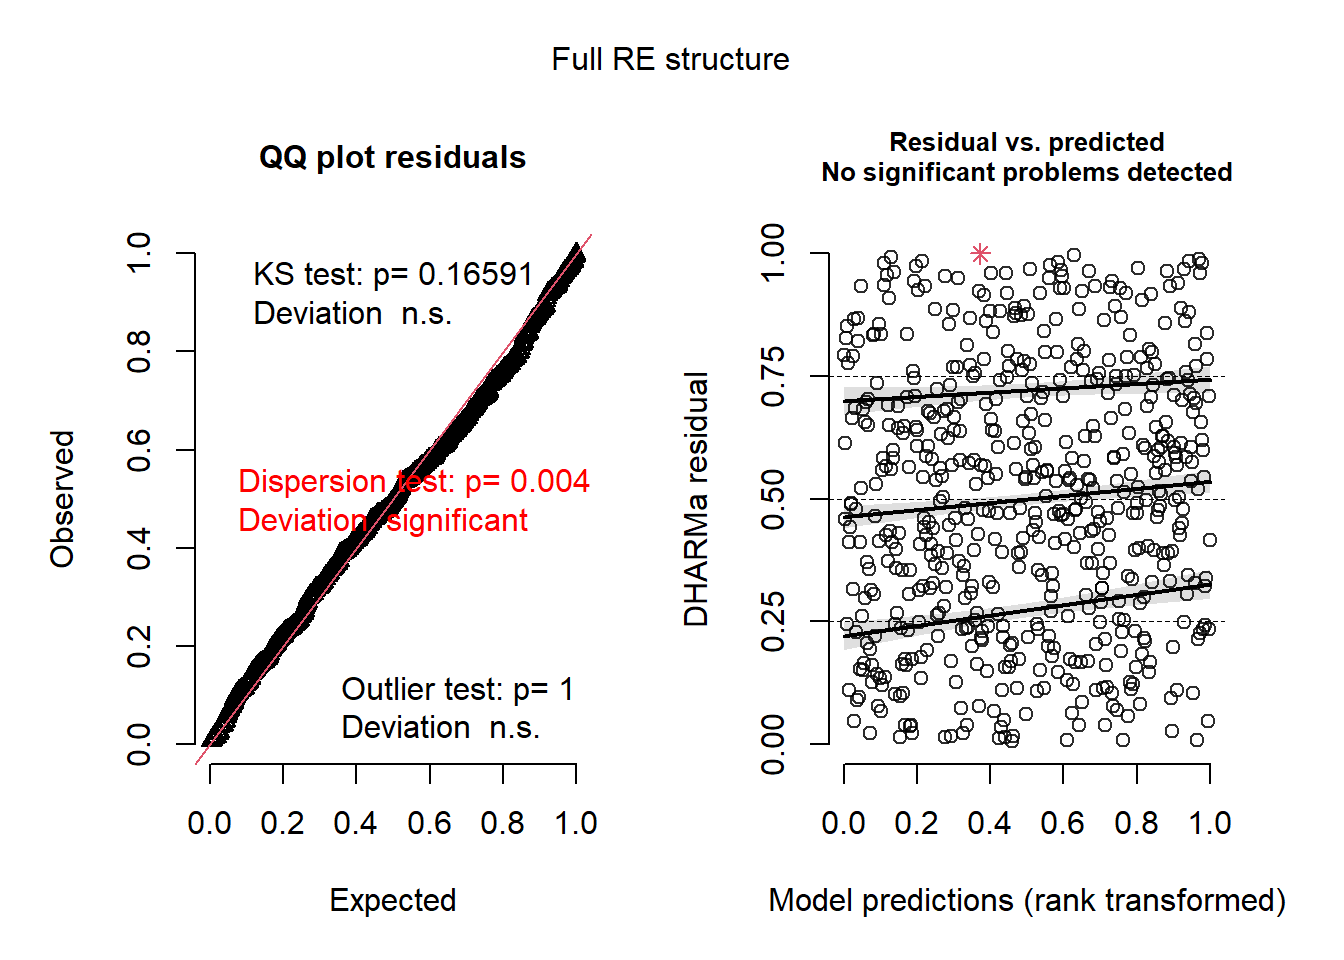 Full RE structure
QQ plot residuals
KS test: p= 0.16591
Deviation  n.s.
Dispersion test: p= 0.004
Deviation  significant
Outlier test: p= 1
Deviation  n.s.
Observed
0.0 0.2 0.4 0.6 0.8 1.0
0.0 0.2 0.4 0.6 0.8 1.0
Expected
Residual vs. predicted
No significant problems detected
DHARMa residual
0.00 0.25 0.50 0.75 1.00
0.0 0.2 0.4 0.6 0.8 1.0
Model predictions (rank transformed)